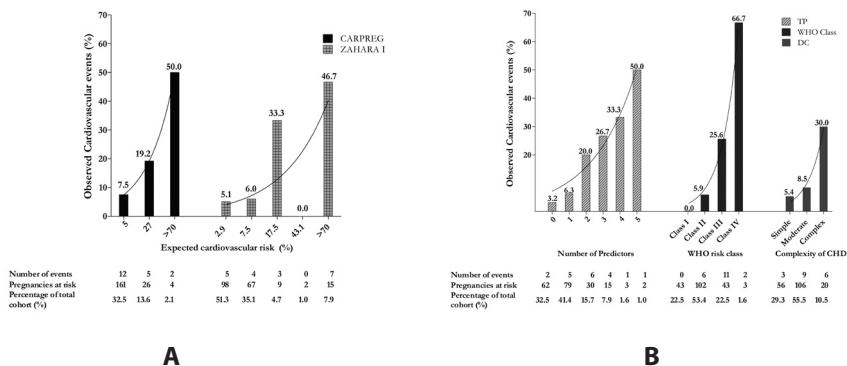 70
60
50
40
30
20
10
0
Observed Cardiovascular events (%)
CARPREG
ZAHARA I
7.5
19.2
50.0
5.1
6.0
33.3
0.0
46.7
5
27
>70
2.9
7.5
17.5
43.1
>70
Expected cardiovascular risk (%)
Number of events 12 5 2 5 4 3 0 7
Pregnancies at risk 161 26 4 98 67 9 2 15
Percentage of total
cohort (%) 32.5 13.6 2.1 51.3 35.1 4.7 1.0 7.9
A
70
60
50
40
30
20
Observed Cardiovascular events (%)
TP
WHO Class
DC
3.2
6.3
20.0
26.7
33.3
50.0
0.0
5.9
25.6
66.7
5.4
8.5
30.0
0
1
2
3
4
5
Class I
Class II
Class III
Class IV
Simple
Moderate
Complex
Number of Predictors WHO risk class Complexity of CHD
Number of events 2 5 6 4 1 1 0 6 11 2 3 9 6
Pregnancies at risk 62 79 30 15 3 2 43 102 43 3 56 106 20
Percentage of total
cohort (%) 32.5 41.4 15.7 7.9 1.6 1.0 22.5 53.4 22.5 1.6 29.3 55.5 10.5
B